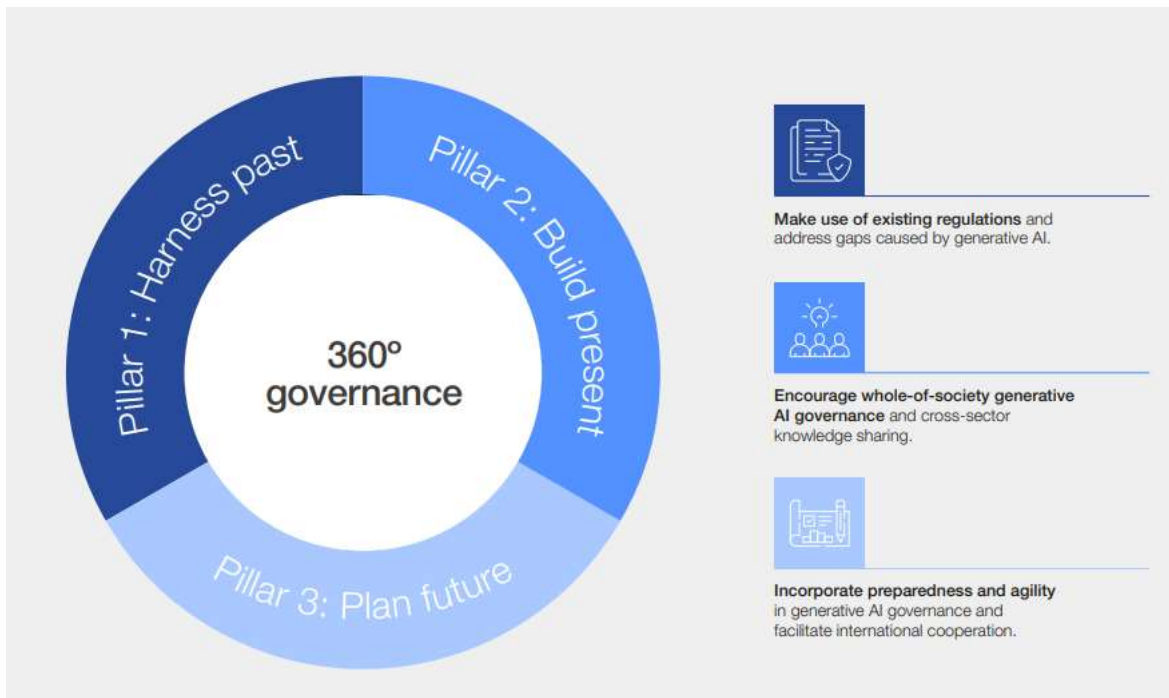 Pillar 1: Harness past
Pillar 2: Build present
Pillar 3: Plan future
360º
governance
Make use of existing regulations and
address gaps caused by generative AI.
Encourage whole-of-society generative
AI governance and cross-sector
knowledge sharing.
Incorporate preparedness and agility
in generative AI governance and
facilitate international cooperation.